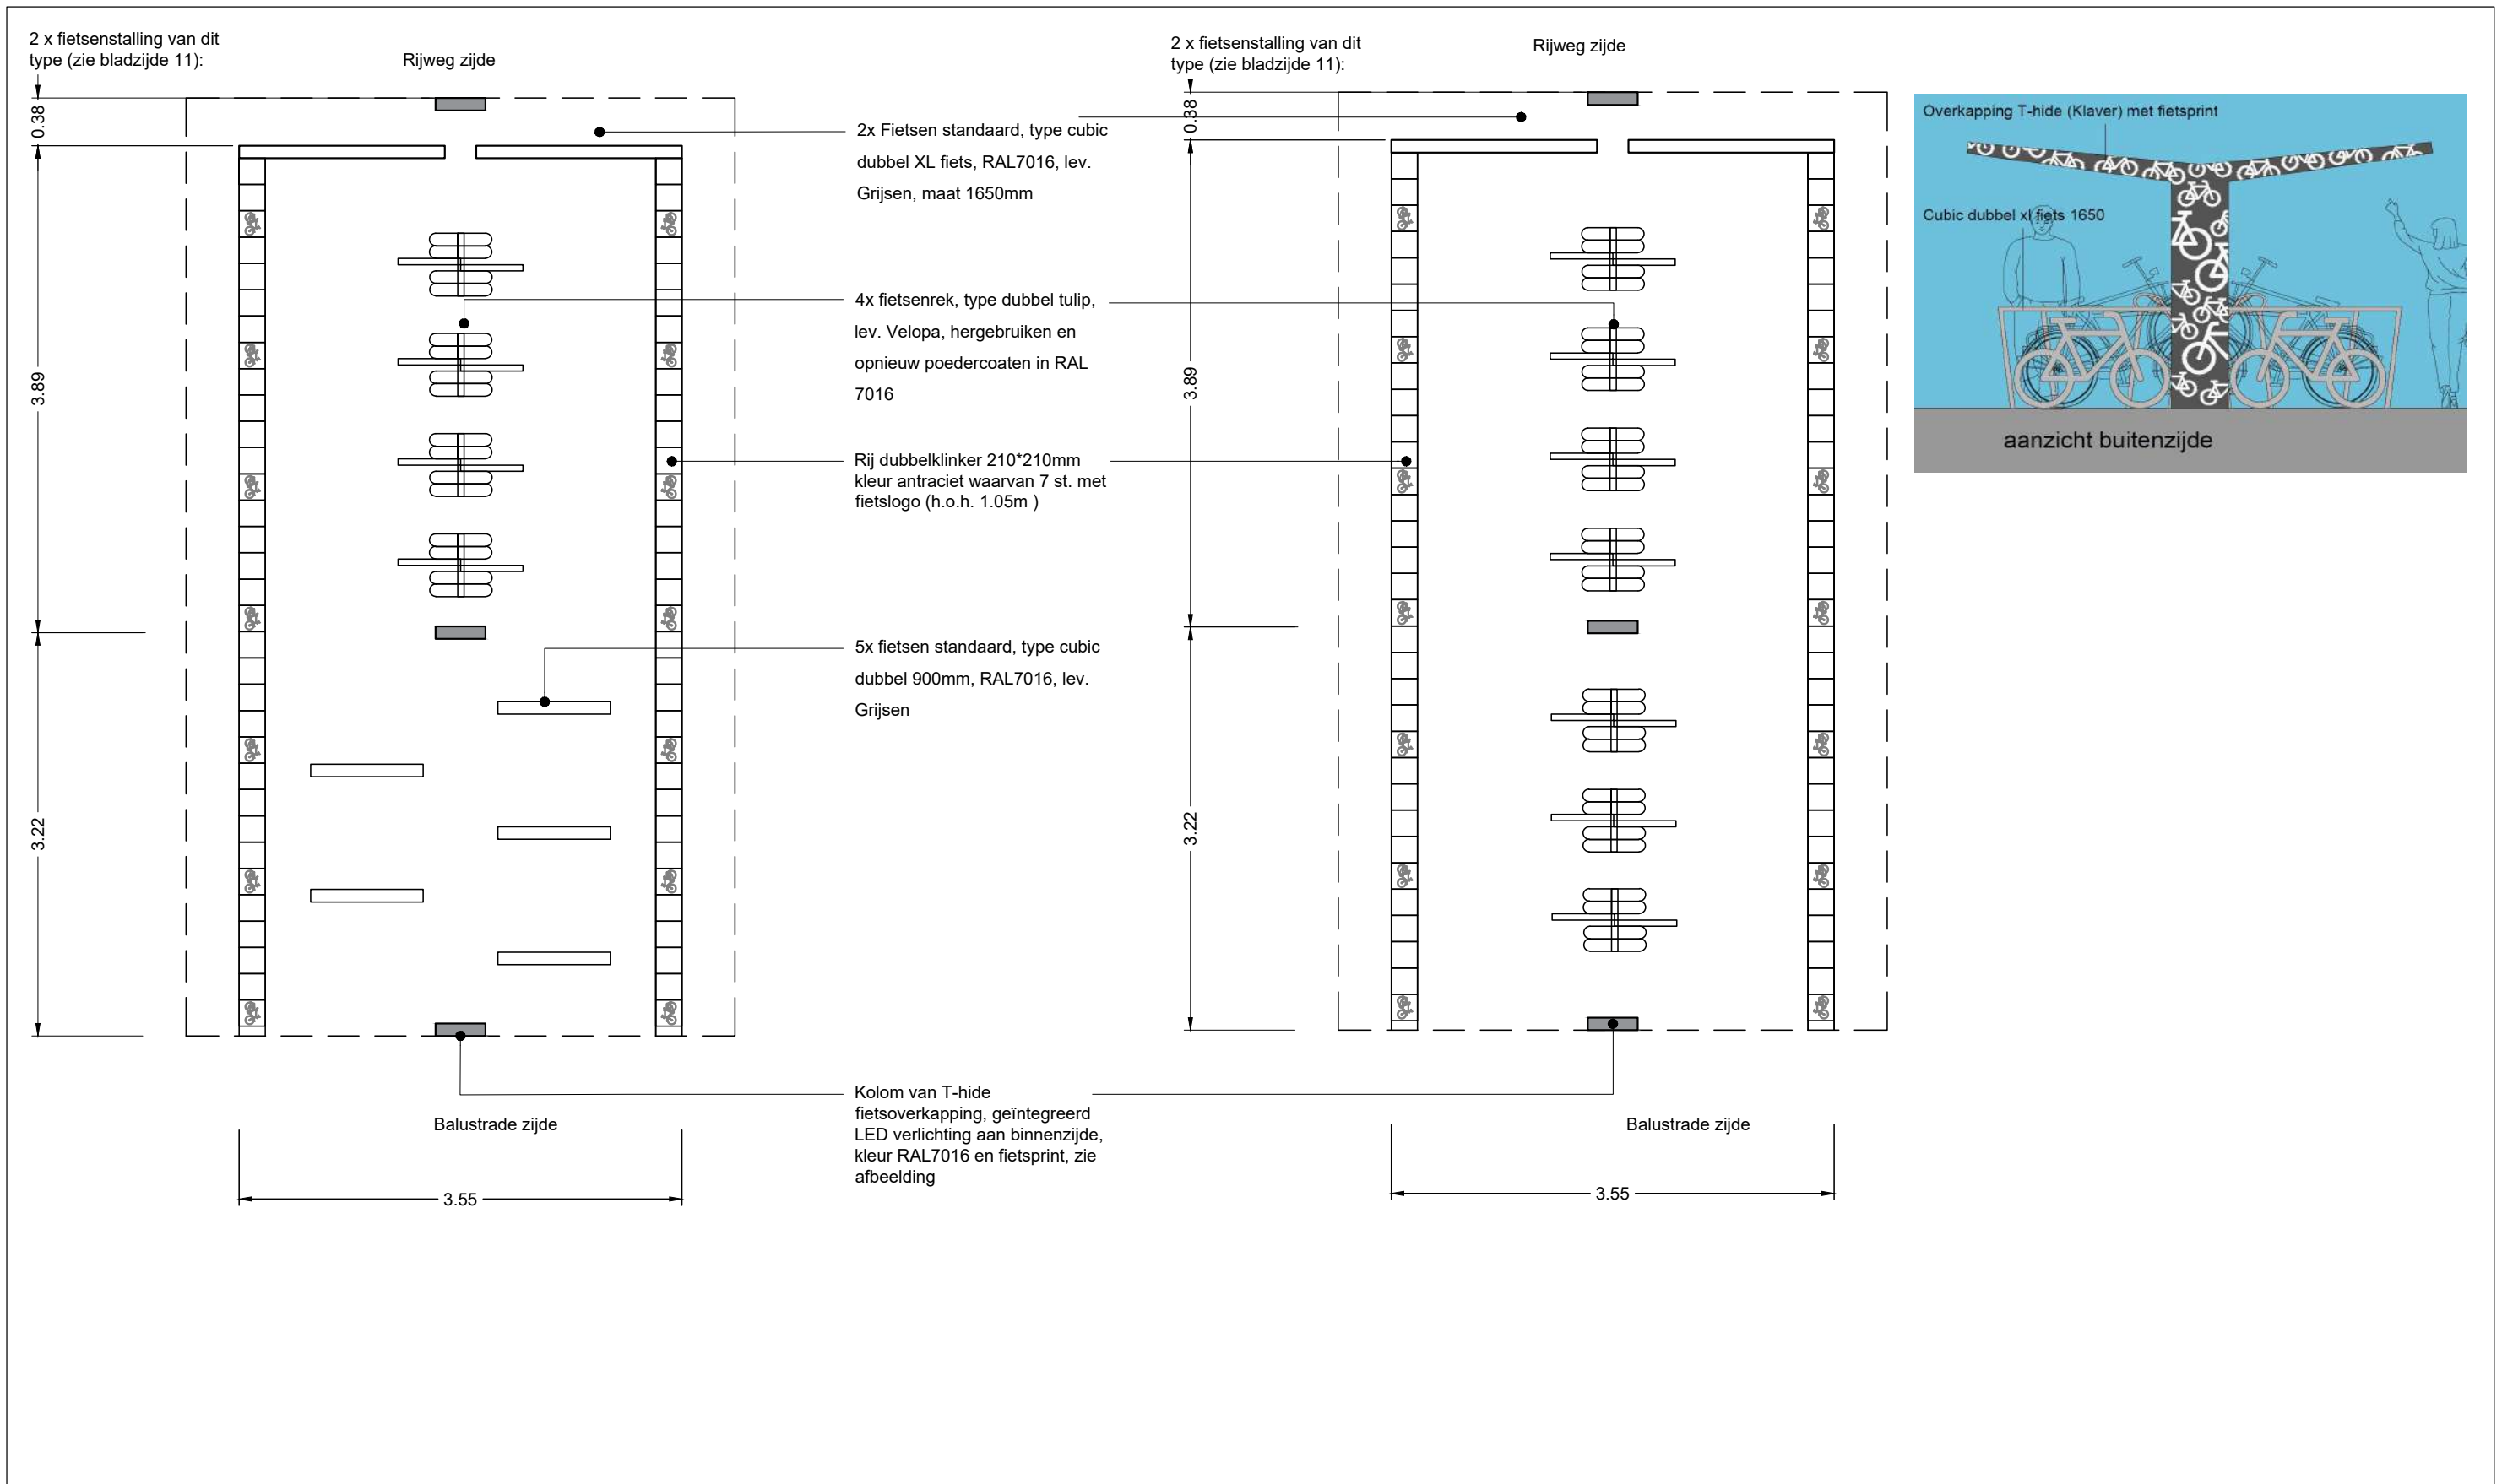 2 x fietsenstalling van dit
type (zie bladzijde 11):
Rijweg zijde
0.38
3.89
3.22
Balustrade zijde
3.55
2x Fietsen standaard, type cubic
dubbel XL fiets, RAL7016, lev.
Grijsen, maat 1650mm
4x fietsenrek, type dubbel tulip,
lev. Velopa, hergebruiken en
opnieuw poedercoaten in RAL
7016
Rij dubbelklinker 210*210mm
kleur antraciet waarvan 7 st. met
fietslogo (h.o.h. 1.05m )
5x fietsen standaard, type cubic
dubbel 900mm, RAL7016, lev.
Grijsen
Kolom van T-hide
fietsoverkapping, geïntegreerd
LED verlichting aan binnenzijde,
kleur RAL7016 en fietsprint, zie
afbeelding
2 x fietsenstalling van dit
type (zie bladzijde 11):
Rijweg zijde
0.38
3.89
3.22
Balustrade zijde
3.55
Overkapping T-hide (Klaver) met fietsprint
Cubic dubbel xl fiets 1650
aanzicht buitenzijde